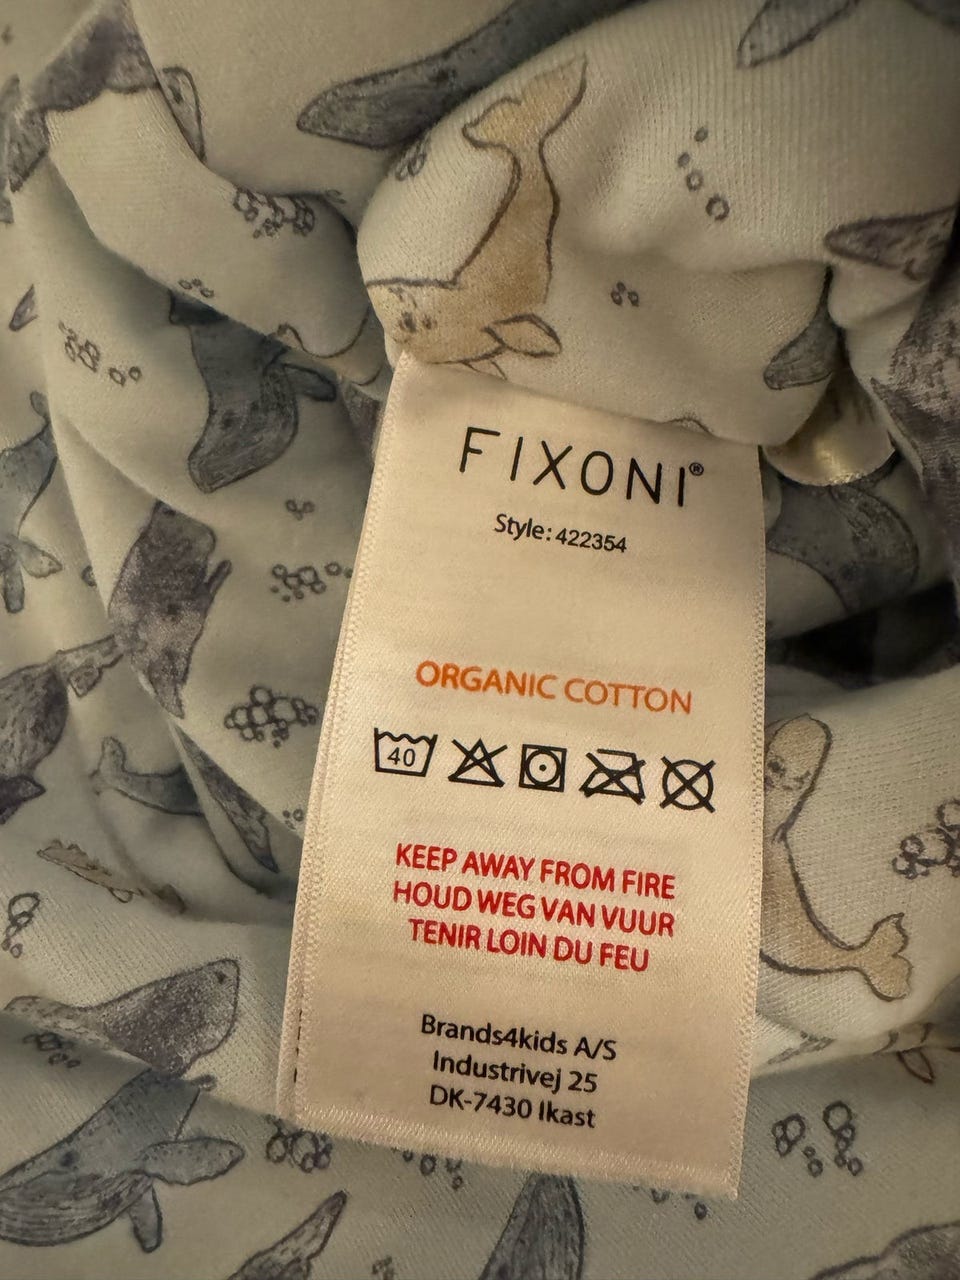 FIXONI®
Style: 422354
ORGANIC COTTON
40
KEEP AWAY FROM FIRE
HOUD WEG VAN VUUR
TENIR LOIN DU FEU
Brands4kids A/S
Industrivej 25
DK-7430 Ikast